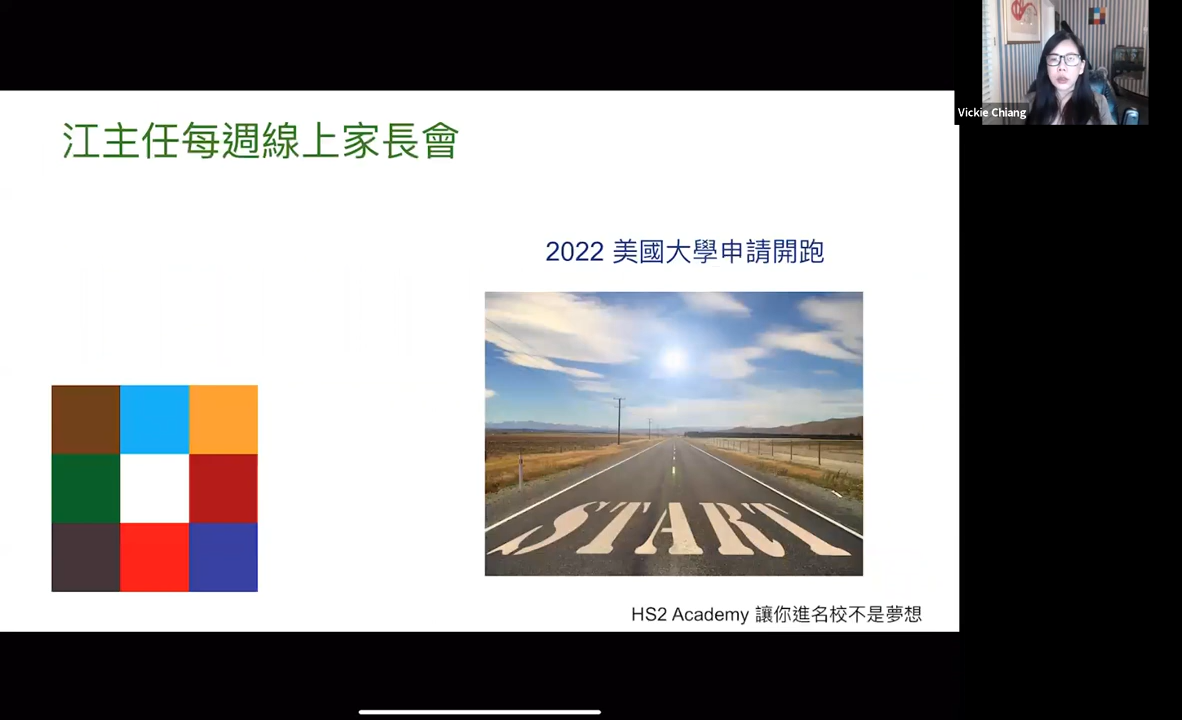 江主任每週線上家長會
Vickie Chiang
2022 美國大學申請開跑
START
HS2 Academy 讓你進名校不是夢想